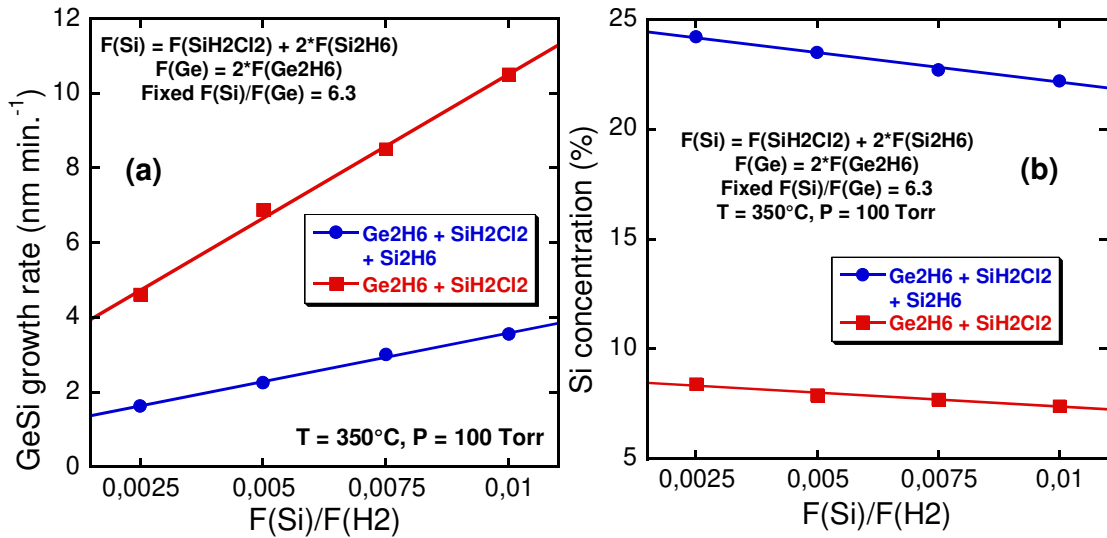 12
10
8
6
4
2
0
GeSi growth rate (nm min.-1)
F(Si) = F(SiH2Cl2) + 2*F(Si2H6)
F(Ge) = 2*F(Ge2H6)
Fixed F(Si)/F(Ge) = 6.3
(a)
Ge2H6 + SiH2Cl2
+ Si2H6
Ge2H6 + SiH2Cl2
T = 350°C, P = 100 Torr
0,0025 0,005 0,0075 0,01
F(Si)/F(H2)
25
20
15
10
5
Si concentration (%)
F(Si) = F(SiH2Cl2) + 2*F(Si2H6)
F(Ge) = 2*F(Ge2H6)
Fixed F(Si)/F(Ge) = 6.3
T = 350°C, P = 100 Torr
(b)
Ge2H6 + SiH2Cl2
+ Si2H6
Ge2H6 + SiH2Cl2
0,0025 0,005 0,0075 0,01
F(Si)/F(H2)